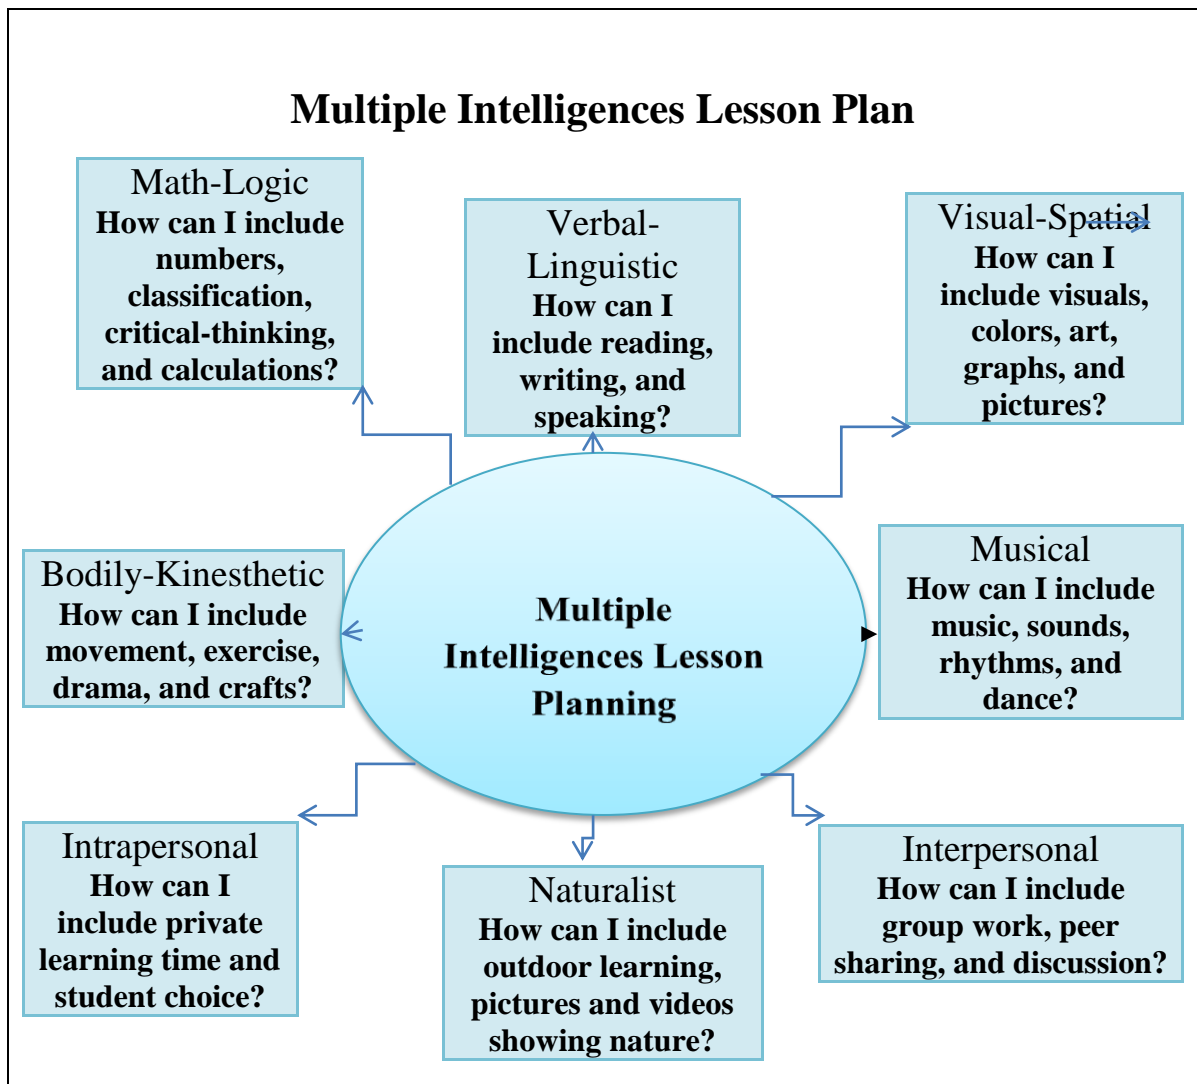 Multiple Intelligences Lesson Plan
Math-Logic
How can I include
numbers,
classification,
critical-thinking,
and calculations?
Verbal-
Linguistic
How can I
include reading,
writing, and
speaking?
Visual-Spatial
How can I
include visuals,
colors, art,
graphs, and
pictures?
Bodily-Kinesthetic
How can I include
movement, exercise,
drama, and crafts?
Multiple
Intelligences Lesson
Planning
Musical
How can I include
music, sounds,
rhythms, and
dance?
Intrapersonal
How can I
include private
learning time and
student choice?
Naturalist
How can I include
outdoor learning,
pictures and videos
showing nature?
Interpersonal
How can I include
group work, peer
sharing, and discussion?